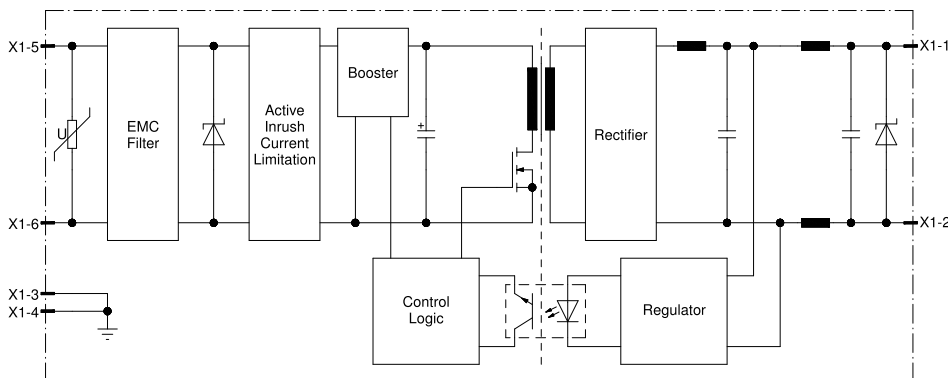 X1-5
X1-1
Booster
Active
Inrush
Current
Limitation
EMC
Filter
U
+
Rectifier
X1-6
X1-2
X1-3
X1-4
Control
Logic
Regulator